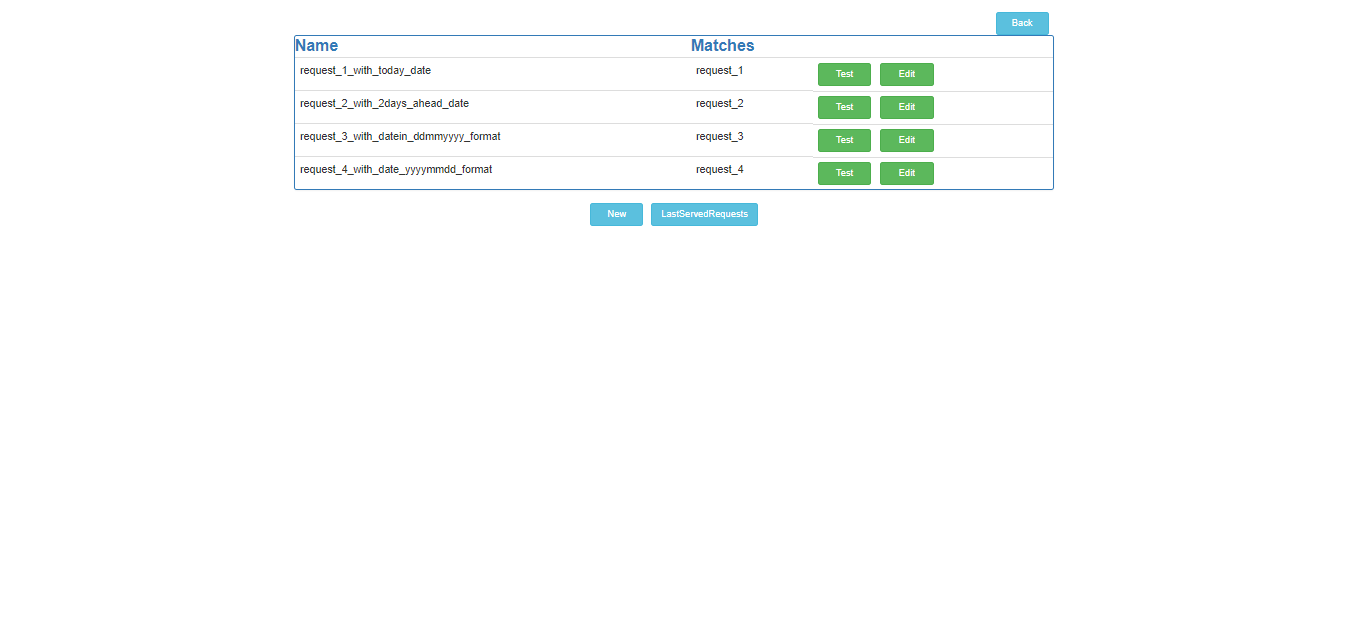 Back
Name Matches
request_1_with_today_date request_1 Test Edit
request_2_with_2days_ahead_date request_2 Test Edit
request_3_with_datein_ddmmyyyy_format request_3 Test Edit
request_4_with_date_yyyymmdd_format request_4 Test Edit
New LastServedRequests